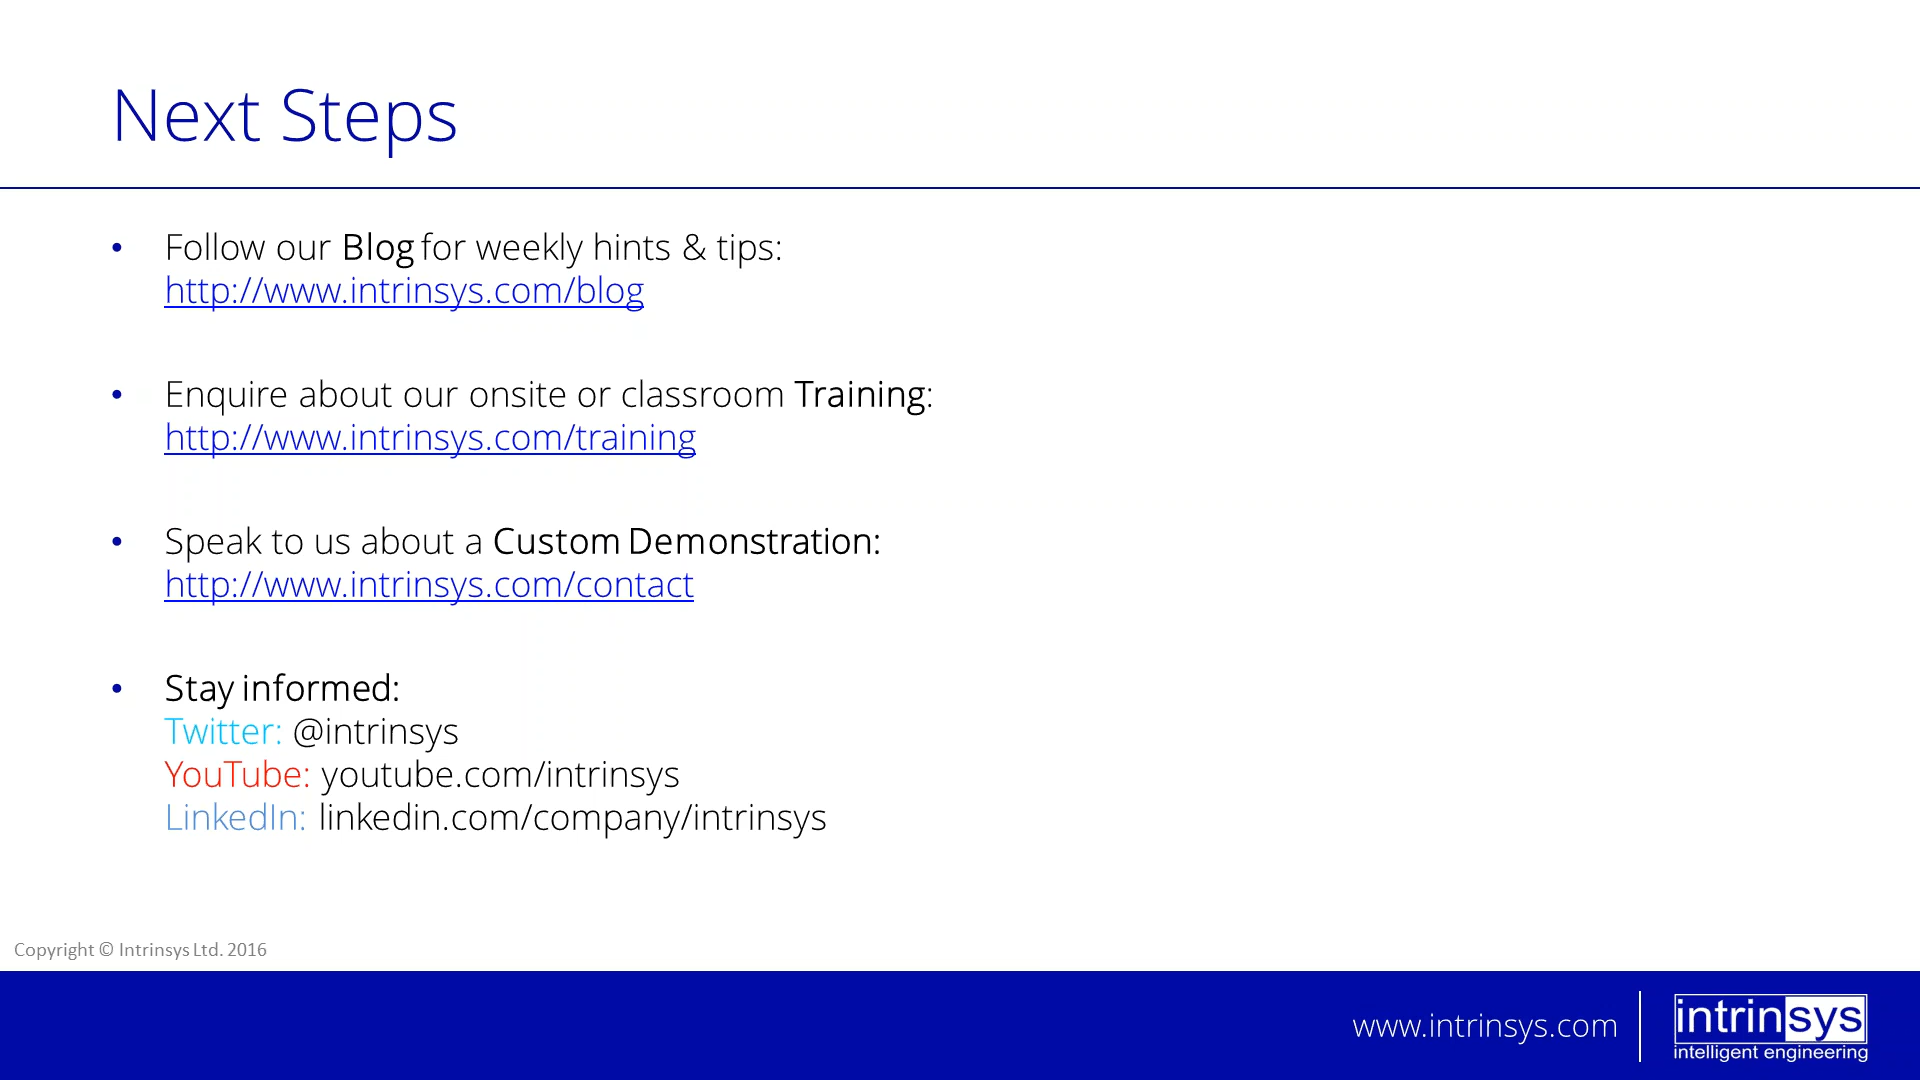 Next Steps
• Follow our Blog for weekly hints & tips:
http://www.intrinsys.com/blog
• Enquire about our onsite or classroom Training:
http://www.intrinsys.com/training
• Speak to us about a Custom Demonstration:
http://www.intrinsys.com/contact
• Stay informed:
Twitter: @intrinsys
YouTube: youtube.com/intrinsys
LinkedIn: linkedin.com/company/intrinsys
Copyright © Intrinsys Ltd. 2016
www.intrinsys.com
intrinsys
intelligent engineering